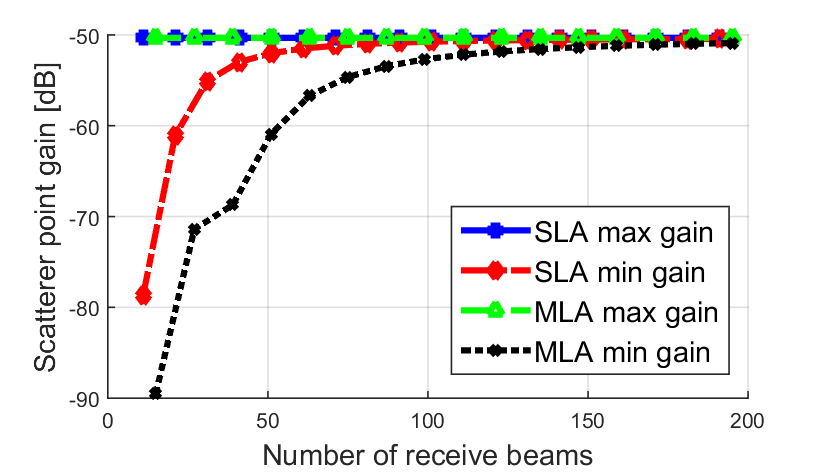 Scatterer point gain [dB]
-50
-60
-70
-80
-90
0
50
100
150
200
Number of receive beams
SLA max gain
SLA min gain
MLA max gain
MLA min gain